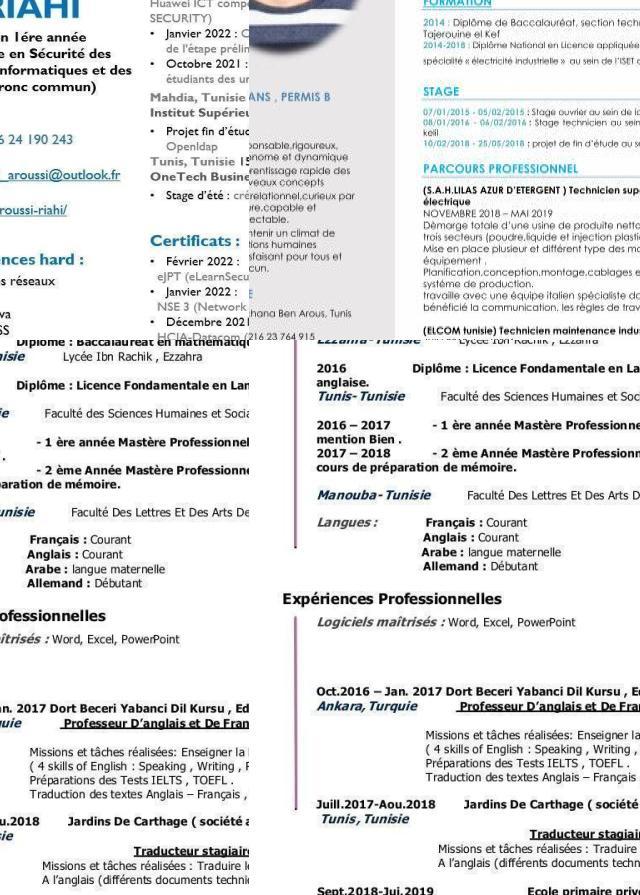 RIAHI
n 1ére année
e en Sécurité des
nformatiques et des
ronc commun)
6 24 190 243
_aroussi@outlook.fr
roussi-riahi/
nces hard :
s réseaux
va
SS
Huawei ICT compe
SECURITY)
• Janvier 2022 : C
de l'étape prélin
• Octobre 2021 :
étudiants des ur
Mahdia, Tunisie
Institut Supérieu
• Projet fin d'étud
Openldap
Tunis, Tunisie 15
OneTech Busine
• Stage d'été : cré
Certificats :
• Février 2022 :
eJPT (eLearnSecu
• Janvier 2022 :
NSE 3 (Network
• Décembre 2021
HCIA-Datacom (
ANS , PERMIS B
ponsable,rigoureux,
nome et dynamique
rentissage rapide des
veaux concepts
relationnel,curieux par
re,capable et
ectable.
ntenir un climat de
tions humaines
sfaisant pour tous et
cun.
E
hana Ben Arous, Tunis
216 23 764 915
FORMATION
2014 : Diplôme de Baccalauréat, section techn
Tajerouine el Kef
2014-2018 : Diplôme National en Licence appliquée
spécialité « électricité industrielle » au sein de l'ISET d
STAGE
07/01/2015 - 05/02/2015 : Stage ouvrier au sein de la
08/01/2016 - 06/02/2016 : Stage technicien au sein
kelil
10/02/2018 - 25/05/2018 : projet de fin d'étude au se
PARCOURS PROFESSIONNEL
(S.A.H.LILAS AZUR D'ETERGENT ) Technicien sup
électrique
NOVEMBRE 2018 – MAI 2019
Démarge totale d'une usine de produite netto
trois secteurs (poudre,liquide et injection plasti
Mise en place plusieur et différent type des ma
équipement .
Planification,conception,montage,cablages e
système de production.
travaille avec une équipe italien spécialiste do
bénéficié la communication, les règles de trav
(ELCOM tunisie) Technicien maintenance indus
Diplôme : Baccalauréat en mathématiq
nisie Lycée Ibn Rachik , Ezzahra
Diplôme : Licence Fondamentale en Lan
ie Faculté des Sciences Humaines et Socia
- 1 ère année Mastère Professionnel
.
- 2 ème Année Mastère Professionne
aration de mémoire.
unisie Faculté Des Lettres Et Des Arts De
Français : Courant
Anglais : Courant
Arabe : langue maternelle
Allemand : Débutant
ofessionnelles
îtrisés : Word, Excel, PowerPoint
an. 2017 Dort Beceri Yabanci Dil Kursu , Ed
quie Professeur D'anglais et De Fran
Missions et tâches réalisées: Enseigner la l
( 4 skills of English : Speaking , Writing , R
Préparations des Tests IELTS , TOEFL .
Traduction des textes Anglais – Français ,
u.2018 Jardins De Carthage ( société a
sie
Traducteur stagiair
Missions et tâches réalisées : Traduire le
A l'anglais (différents documents techni
Ezzahra-Tunisie Lycée Ibn Rachik , Ezzahra
2016 Diplôme : Licence Fondamentale en La
anglaise.
Tunis- Tunisie Faculté des Sciences Humaines et So
2016 – 2017 - 1 ère année Mastère Professionne
mention Bien .
2017 – 2018 - 2 ème Année Mastère Profession
cours de préparation de mémoire.
Manouba- Tunisie Faculté Des Lettres Et Des Arts D
Langues : Français : Courant
Anglais : Courant
Arabe : langue maternelle
Allemand : Débutant
Expériences Professionnelles
Logiciels maîtrisés : Word, Excel, PowerPoint
Oct.2016 – Jan. 2017 Dort Beceri Yabanci Dil Kursu , E
Ankara, Turquie Professeur D'anglais et De Fra
Missions et tâches réalisées: Enseigner la
( 4 skills of English : Speaking , Writing ,
Préparations des Tests IELTS , TOEFL .
Traduction des textes Anglais – Français
Juill.2017-Aou.2018 Jardins De Carthage ( société
Tunis, Tunisie
Traducteur stagiair
Missions et tâches réalisées : Traduire
A l'anglais (différents documents techn
Sept.2018-Jui.2019 Ecole primaire priv